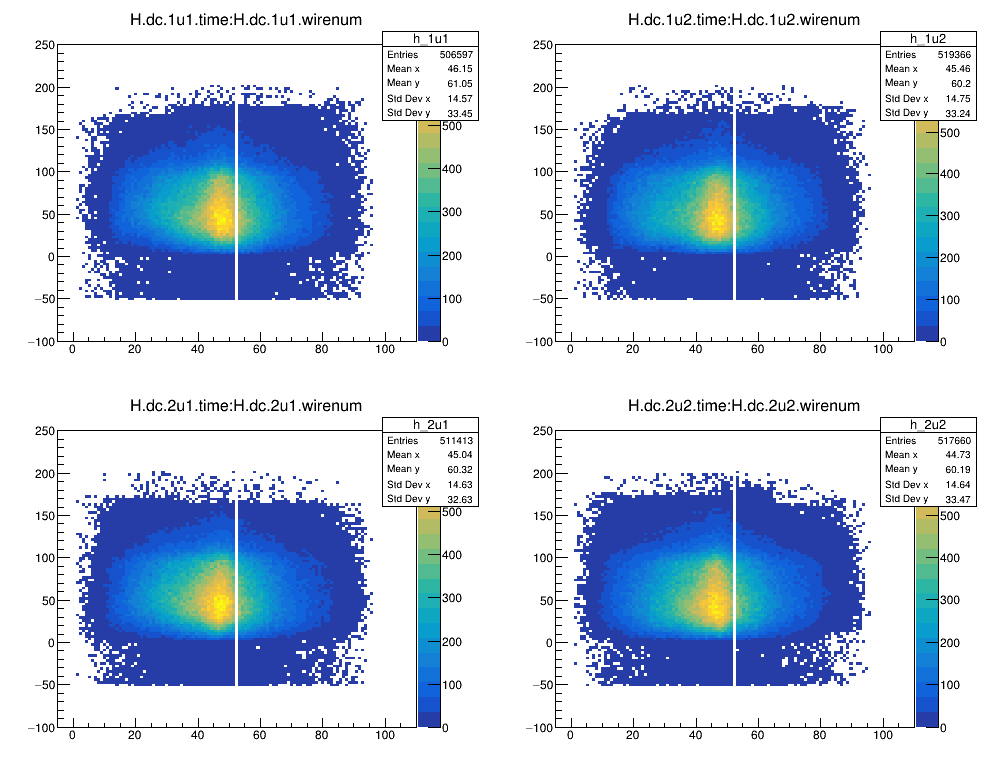 H.dc.1u1.time:H.dc.1u1.wirenum
h_1u1
Entries 506597
Mean x 46.15
Mean y 61.05
Std Dev x 14.57
Std Dev y 33.45
250
200
150
100
50
0
−50
−100
0 20 40 60 80 100
500
400
300
200
100
0
H.dc.1u2.time:H.dc.1u2.wirenum
h_1u2
Entries 519366
Mean x 45.46
Mean y 60.2
Std Dev x 14.75
Std Dev y 33.24
250
200
150
100
50
0
−50
−100
0 20 40 60 80 100
500
400
300
200
100
0
H.dc.2u1.time:H.dc.2u1.wirenum
h_2u1
Entries 511413
Mean x 45.04
Mean y 60.32
Std Dev x 14.63
Std Dev y 32.63
250
200
150
100
50
0
−50
−100
0 20 40 60 80 100
500
400
300
200
100
0
H.dc.2u2.time:H.dc.2u2.wirenum
h_2u2
Entries 517660
Mean x 44.73
Mean y 60.19
Std Dev x 14.64
Std Dev y 33.47
250
200
150
100
50
0
−50
−100
0 20 40 60 80 100
500
400
300
200
100
0